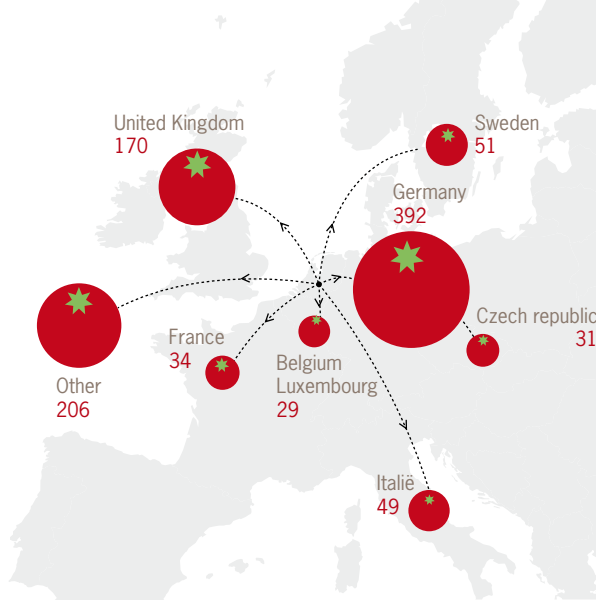 United Kingdom
170
Sweden
51
Germany
392
Czech republic
31
France
34
Belgium
Luxembourg
29
Other
206
Italië
49